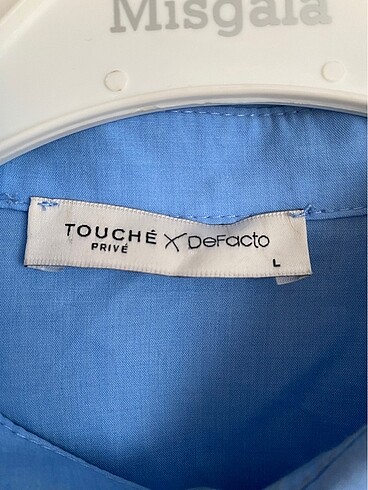 Misgala
TOUCHÉ X DeFacto
PRIVÉ
L